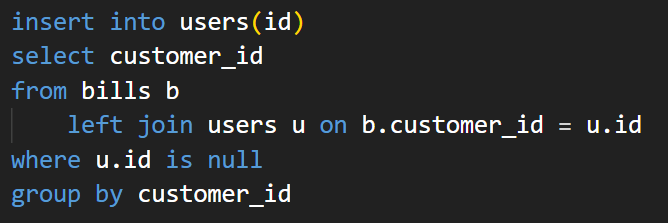 insert into users(id)
select customer_id
from bills b
    left join users u on b.customer_id = u.id
where u.id is null
group by customer_id